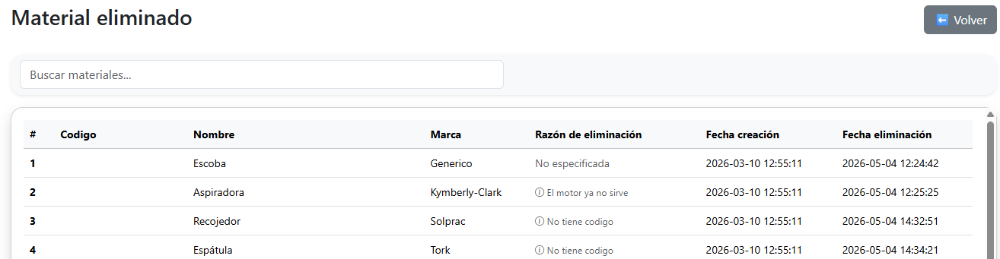 Material eliminado
⬅ Volver
Buscar materiales...
# Codigo Nombre Marca Razón de eliminación Fecha creación Fecha eliminación
1 Escoba Generico No especificada 2026-03-10 12:55:11 2026-05-04 12:24:42
2 Aspiradora Kymberly-Clark El motor ya no sirve 2026-03-10 12:55:11 2026-05-04 12:25:25
3 Recojedor Solprac No tiene codigo 2026-03-10 12:55:11 2026-05-04 14:32:51
4 Espátula Tork No tiene codigo 2026-03-10 12:55:11 2026-05-04 14:34:21